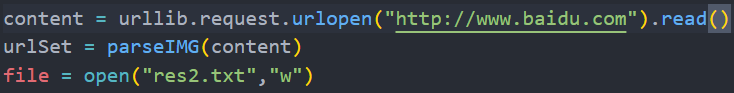 content = urllib.request.urlopen("http://www.baidu.com").read()
urlSet = parseIMG(content)
file = open("res2.txt","w")